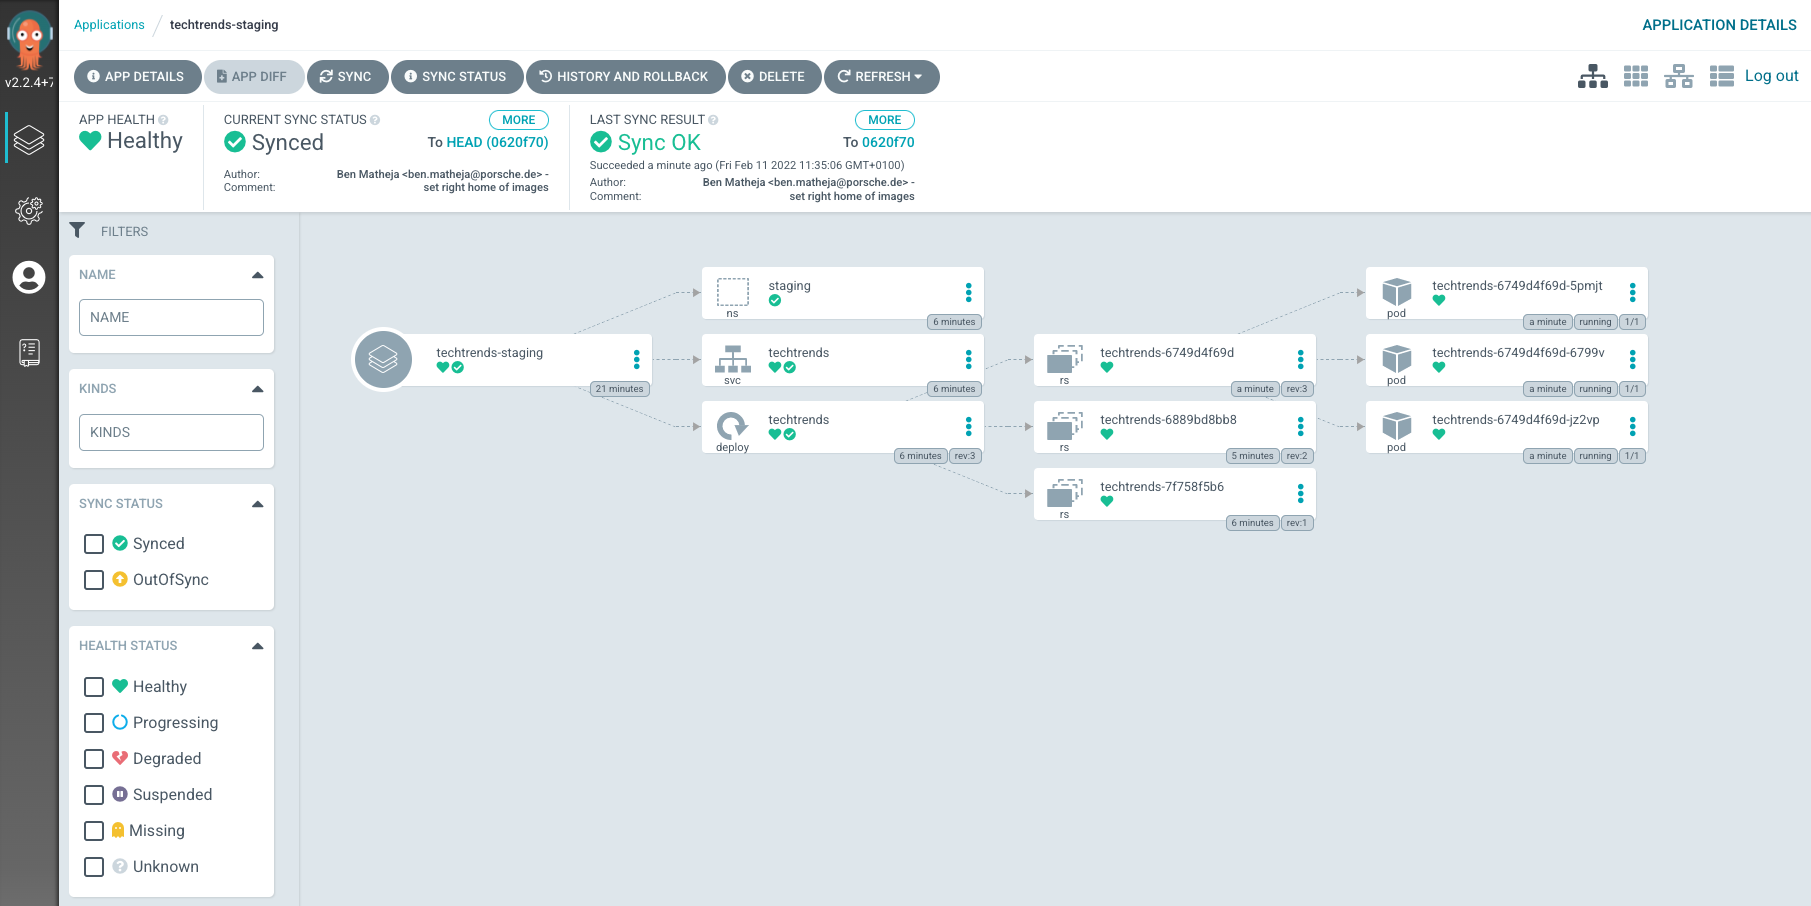 Applications / techtrends-staging
APPLICATION DETAILS
v2.2.4+7
APP DETAILS
APP DIFF
SYNC
SYNC STATUS
HISTORY AND ROLLBACK
DELETE
REFRESH
Log out
APP HEALTH
Healthy
CURRENT SYNC STATUS
MORE
Synced
To HEAD (0620f70)
Author: Ben Matheja <ben.matheja@porsche.de> -
Comment: set right home of images
LAST SYNC RESULT
MORE
Sync OK
To 0620f70
Succeeded a minute ago (Fri Feb 11 2022 11:35:06 GMT+0100)
Author: Ben Matheja <ben.matheja@porsche.de> -
Comment: set right home of images
FILTERS
NAME
NAME
KINDS
KINDS
SYNC STATUS
Synced
OutOfSync
HEALTH STATUS
Healthy
Progressing
Degraded
Suspended
Missing
Unknown
techtrends-staging
21 minutes
staging
ns
6 minutes
techtrends
svc
6 minutes
techtrends
deploy
6 minutes rev:3
techtrends-6749d4f69d
rs
a minute rev:3
techtrends-6889bd8bb8
rs
5 minutes rev:2
techtrends-7f758f5b6
rs
6 minutes rev:1
techtrends-6749d4f69d-5pmjt
pod
a minute running 1/1
techtrends-6749d4f69d-6799v
pod
a minute running 1/1
techtrends-6749d4f69d-jz2vp
pod
a minute running 1/1